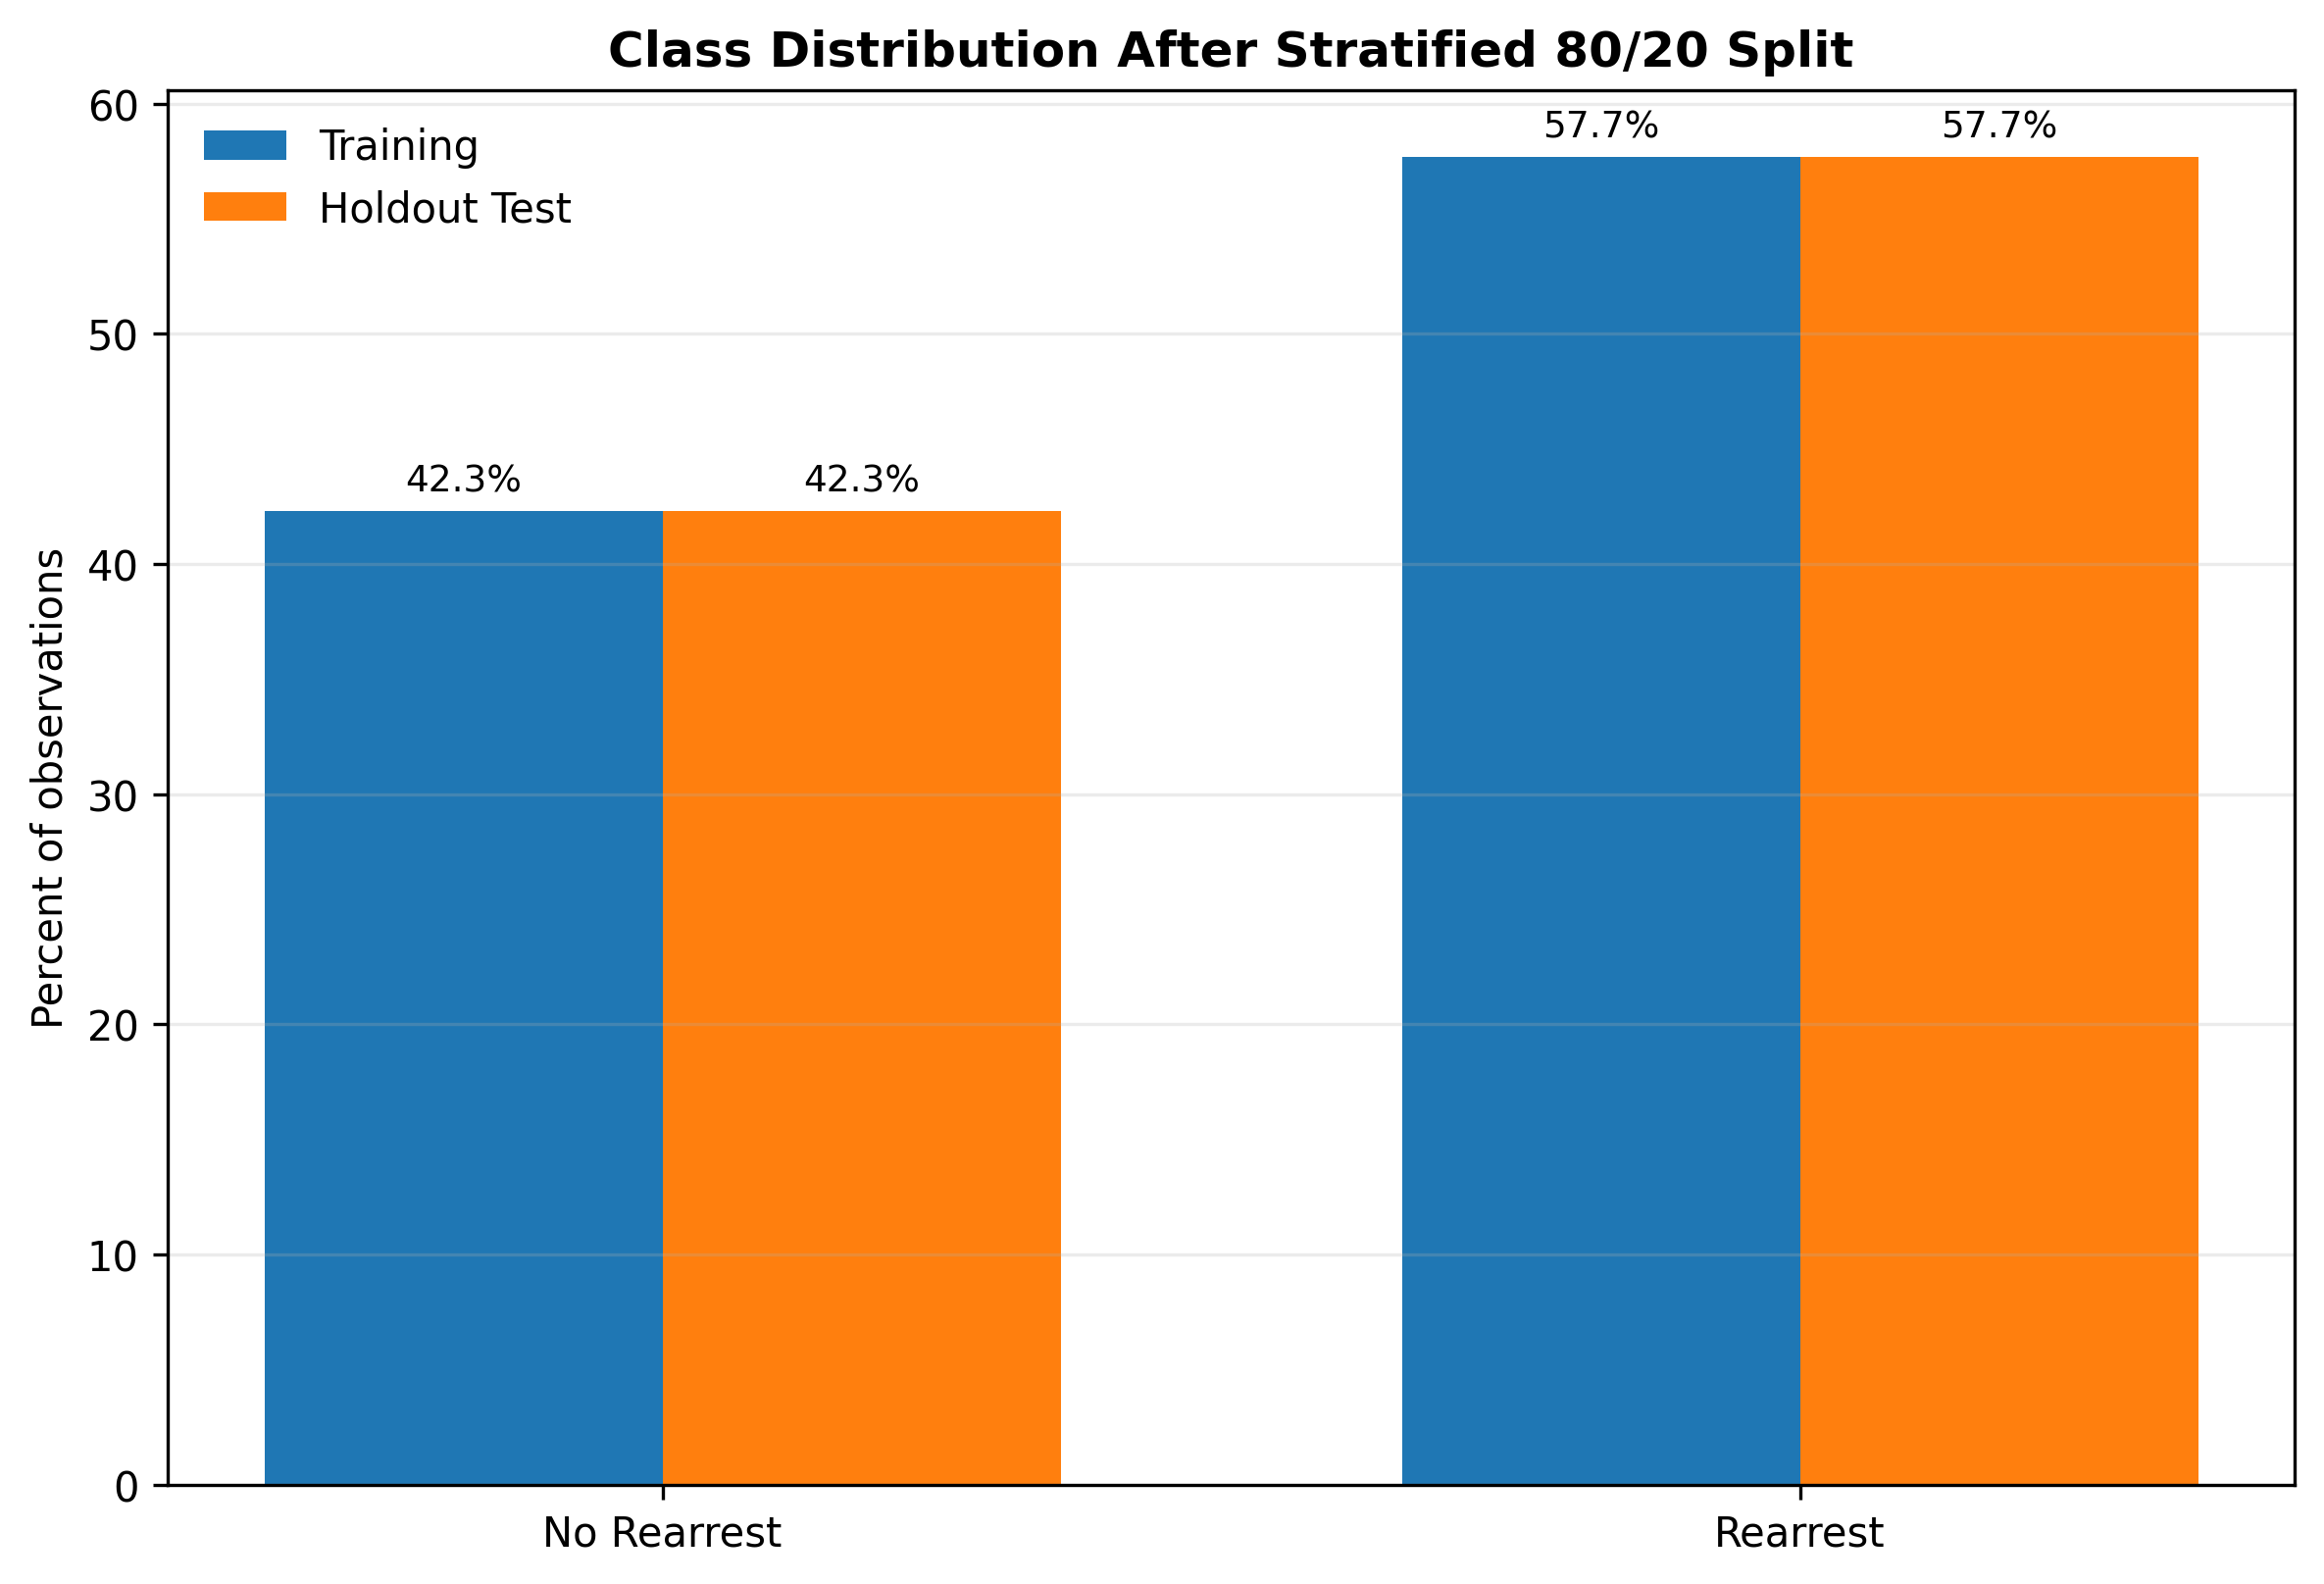 Class Distribution After Stratified 80/20 Split
60
50
40
30
20
10
0
Percent of observations
Training
Holdout Test
42.3%
42.3%
57.7%
57.7%
No Rearrest
Rearrest